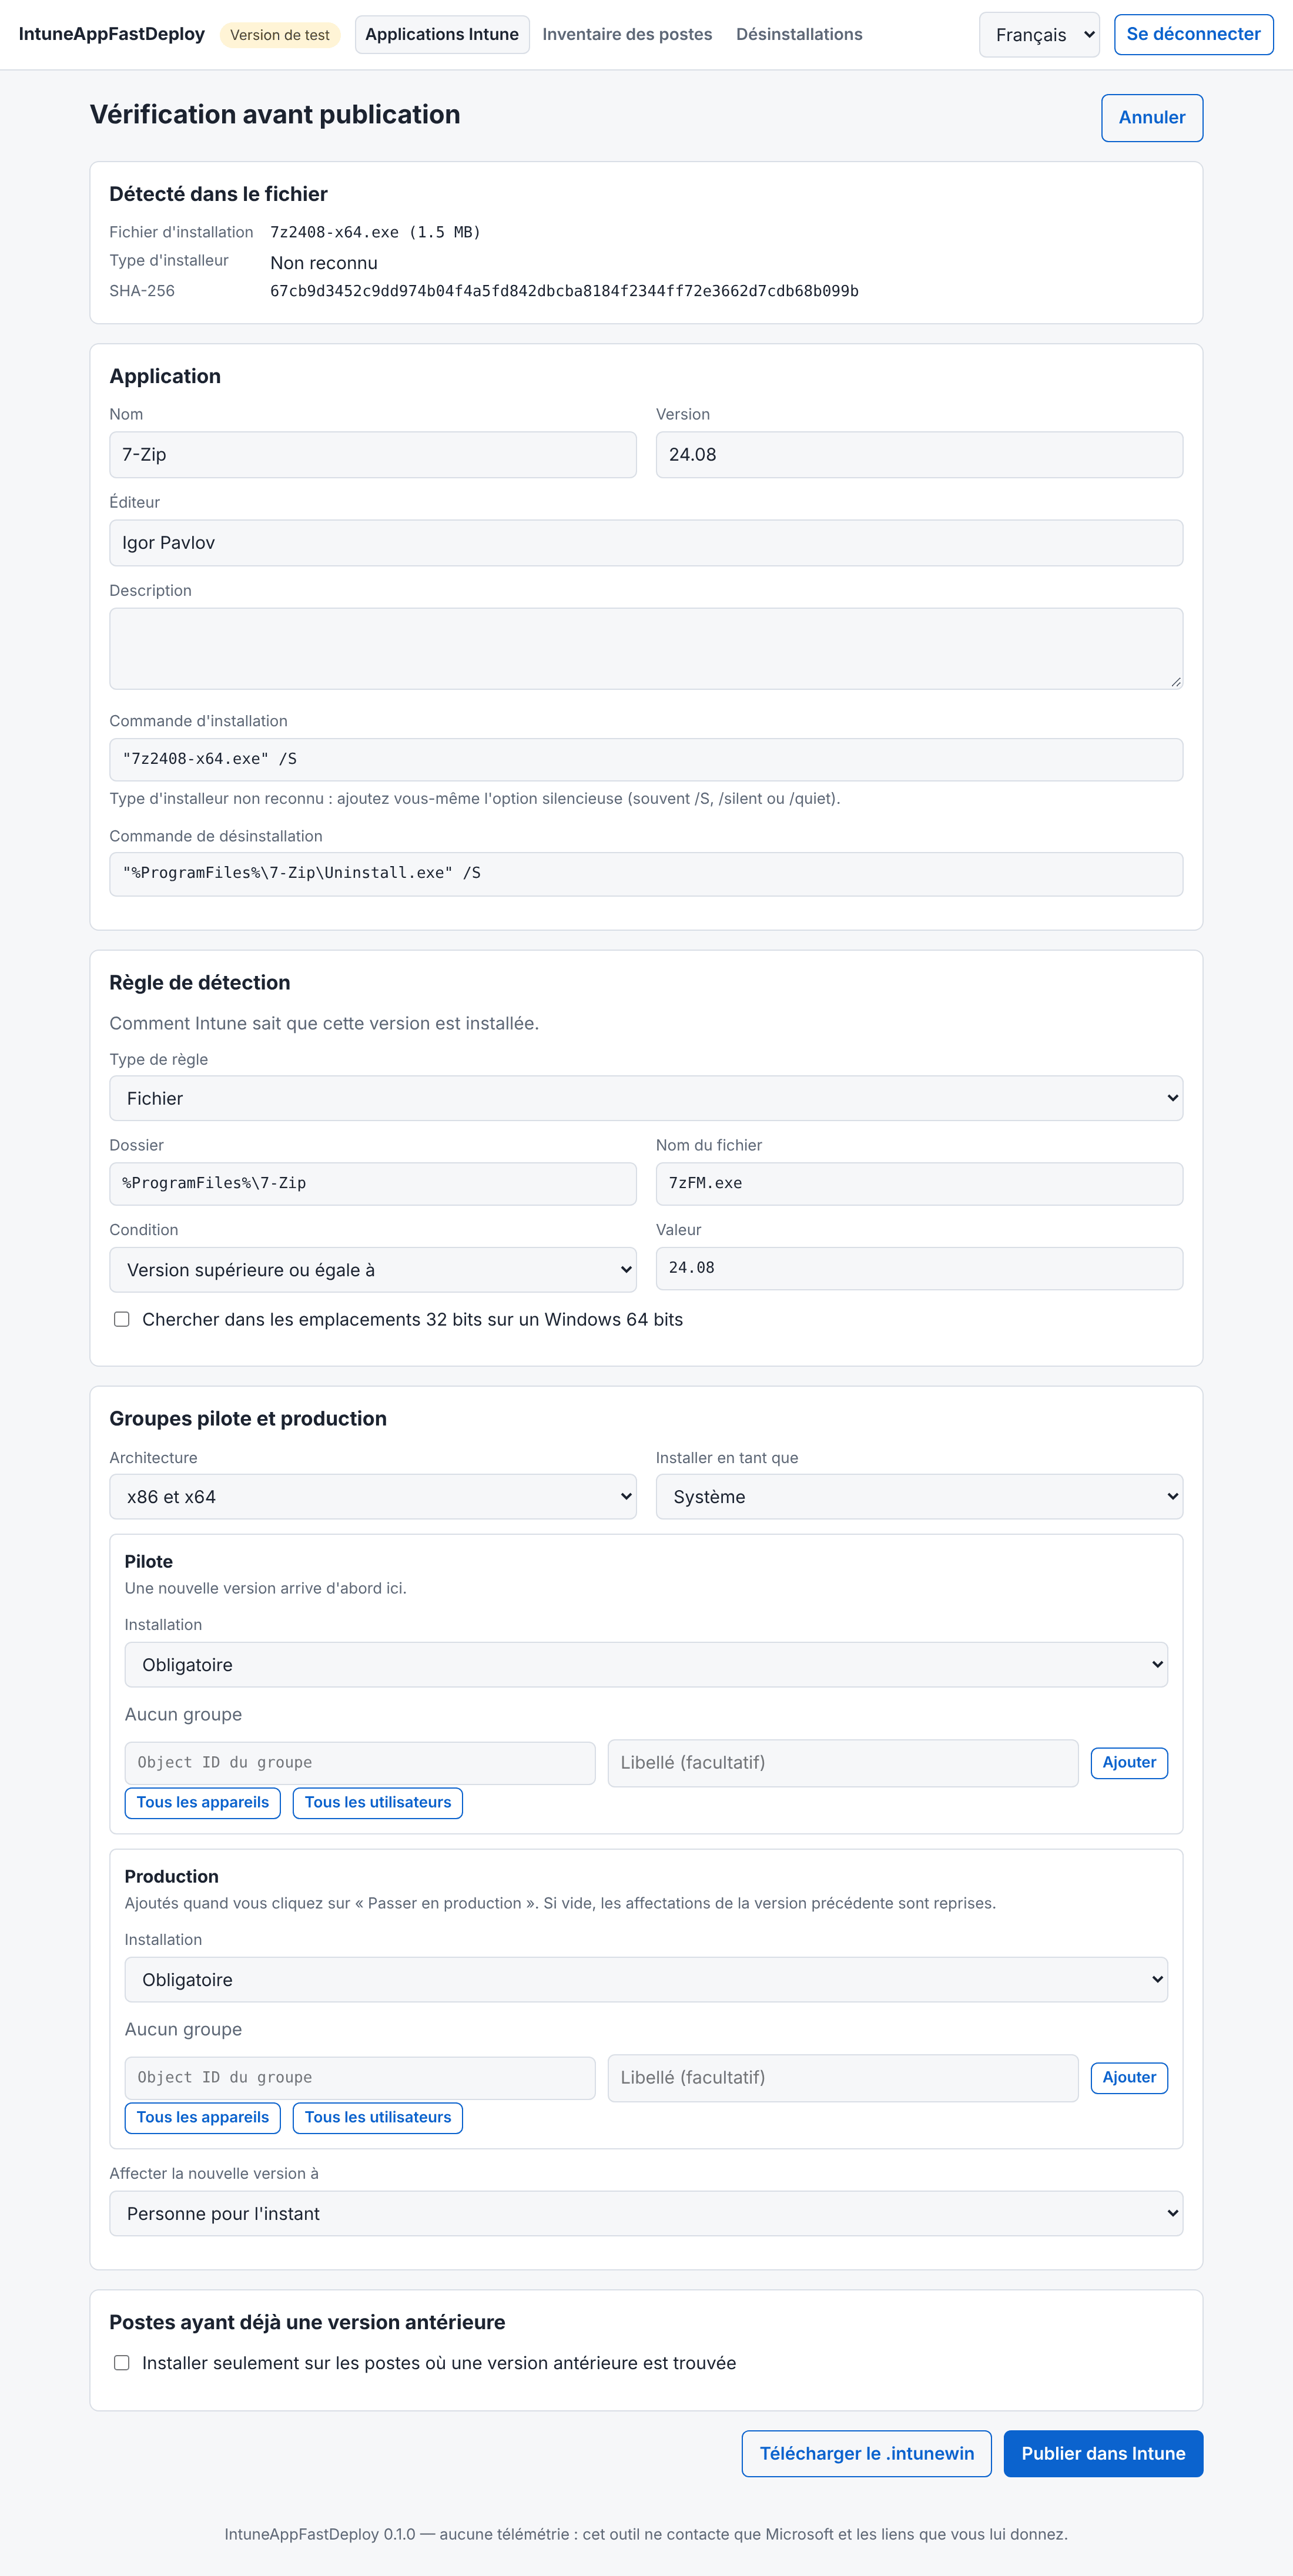 IntuneAppFastDeploy Version de test Applications Intune Inventaire des postes Désinstallations Français Se déconnecter
Vérification avant publication Annuler
Détecté dans le fichier
Fichier d'installation 7z2408-x64.exe (1.5 MB)
Type d'installeur Non reconnu
SHA-256 67cb9d3452c9dd974b04f4a5fd842dbcba8184f2344ff72e3662d7cdb68b099b
Application
Nom Version
7-Zip 24.08
Éditeur
Igor Pavlov
Description
Commande d'installation
"7z2408-x64.exe" /S
Type d'installeur non reconnu : ajoutez vous-même l'option silencieuse (souvent /S, /silent ou /quiet).
Commande de désinstallation
"%ProgramFiles%\7-Zip\Uninstall.exe" /S
Règle de détection
Comment Intune sait que cette version est installée.
Type de règle
Fichier
Dossier Nom du fichier
%ProgramFiles%\7-Zip 7zFM.exe
Condition Valeur
Version supérieure ou égale à 24.08
Chercher dans les emplacements 32 bits sur un Windows 64 bits
Groupes pilote et production
Architecture Installer en tant que
x86 et x64 Système
Pilote
Une nouvelle version arrive d'abord ici.
Installation
Obligatoire
Aucun groupe
Object ID du groupe Libellé (facultatif) Ajouter
Tous les appareils Tous les utilisateurs
Production
Ajoutés quand vous cliquez sur « Passer en production ». Si vide, les affectations de la version précédente sont reprises.
Installation
Obligatoire
Aucun groupe
Object ID du groupe Libellé (facultatif) Ajouter
Tous les appareils Tous les utilisateurs
Affecter la nouvelle version à
Personne pour l'instant
Postes ayant déjà une version antérieure
Installer seulement sur les postes où une version antérieure est trouvée
Télécharger le .intunewin Publier dans Intune
IntuneAppFastDeploy 0.1.0 — aucune télémétrie : cet outil ne contacte que Microsoft et les liens que vous lui donnez.